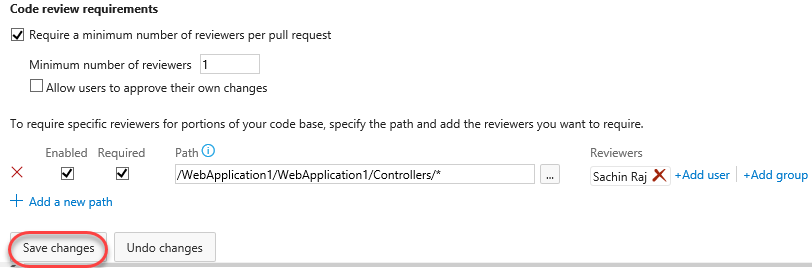 Code review requirements
Require a minimum number of reviewers per pull request
Minimum number of reviewers 1
Allow users to approve their own changes
To require specific reviewers for portions of your code base, specify the path and add the reviewers you want to require.
Enabled Required Path Reviewers
/WebApplication1/WebApplication1/Controllers/* ... Sachin Raj +Add user +Add group
+ Add a new path
Save changes Undo changes